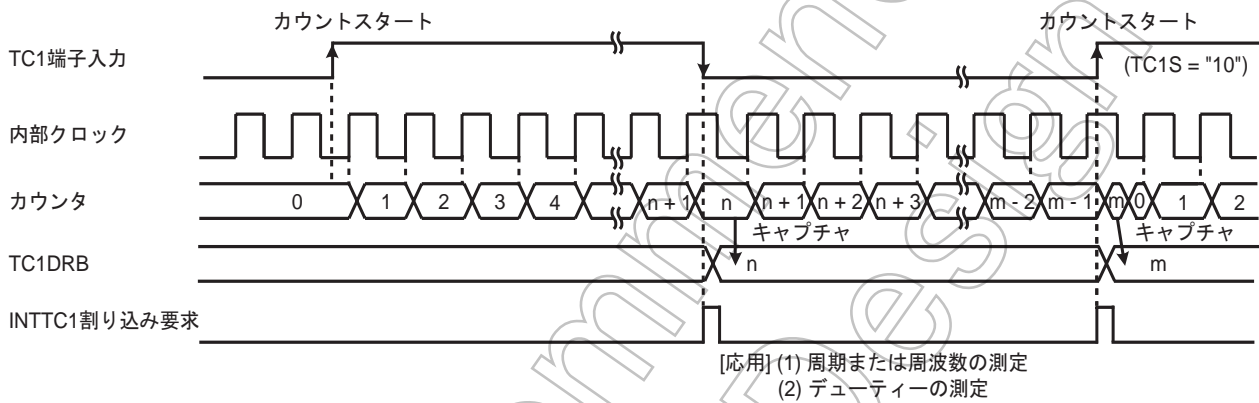 カウントスタート カウントスタート
TC1端子入力 (TC1S = "10")
内部クロック
カウンタ 0 1 2 3 4 n + 1 n n + 1 n + 2 n + 3 m - 2 m - 1 m 0 1 2
キャプチャ キャプチャ
TC1DRB n m
INTTC1割り込み要求
[応用] (1) 周期または周波数の測定
(2) デューティーの測定